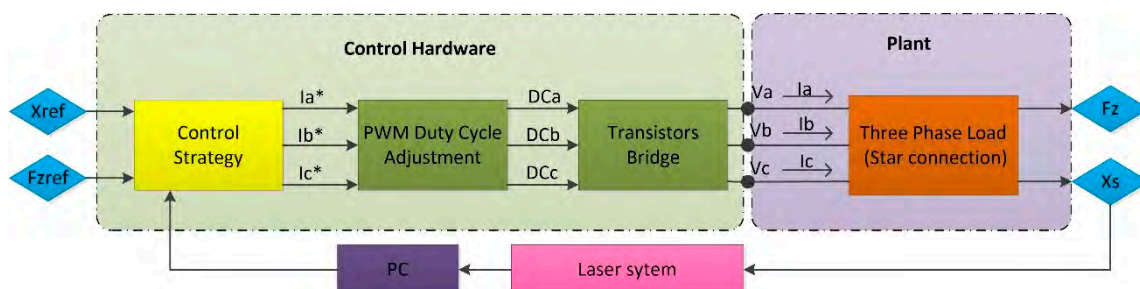 Control Hardware
Plant
Xref
Fzref
Control
Strategy
Ia*
Ib*
Ic*
PWM Duty Cycle
Adjustment
DCa
DCb
DCc
Transistors
Bridge
Va
Ia
Vb
Ib
Vc
Ic
Three Phase Load
(Star connection)
Fz
Xs
PC
Laser sytem